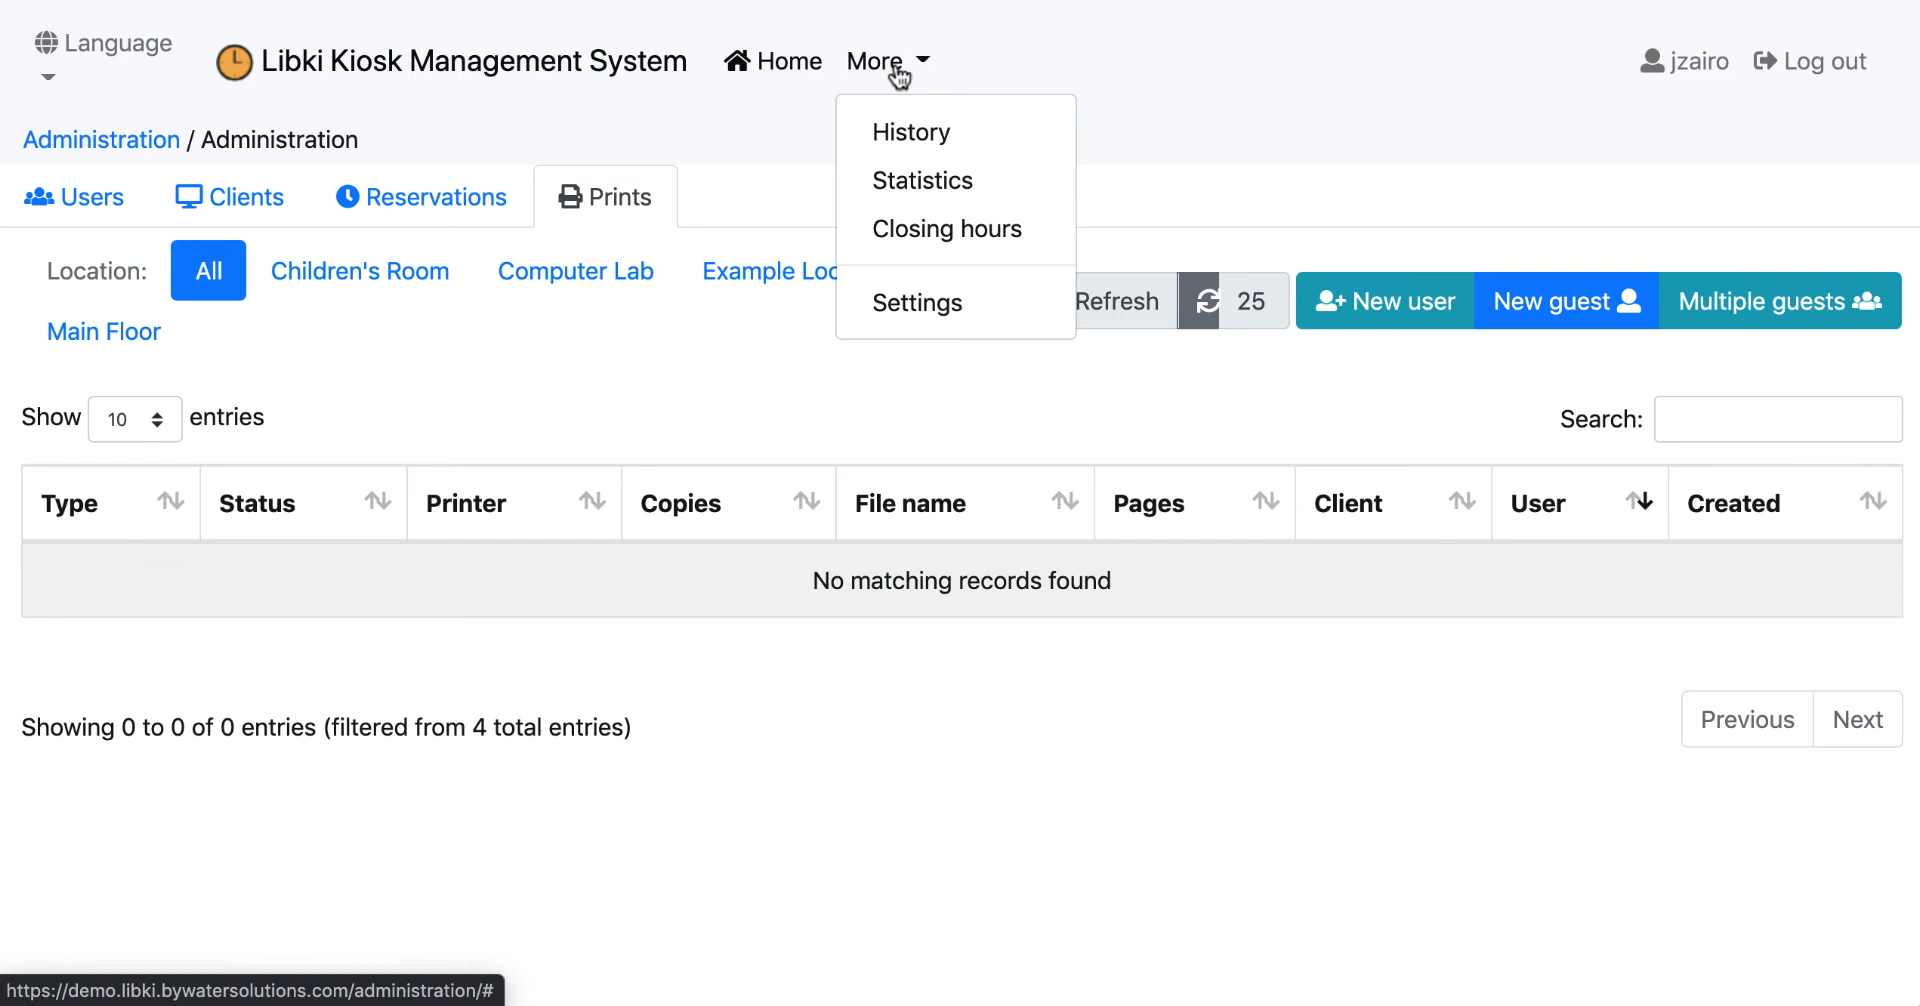 Language
Libki Kiosk Management System
Home
More
jzairo
Log out
History
Statistics
Closing hours
Settings
Administration / Administration
Users
Clients
Reservations
Prints
Location:
All
Children's Room
Computer Lab
Example Loc
Main Floor
Refresh
25
New user
New guest
Multiple guests
Show 10 entries
Search:
Type
Status
Printer
Copies
File name
Pages
Client
User
Created
No matching records found
Showing 0 to 0 of 0 entries (filtered from 4 total entries)
Previous
Next
https://demo.libki.bywatersolutions.com/administration/#